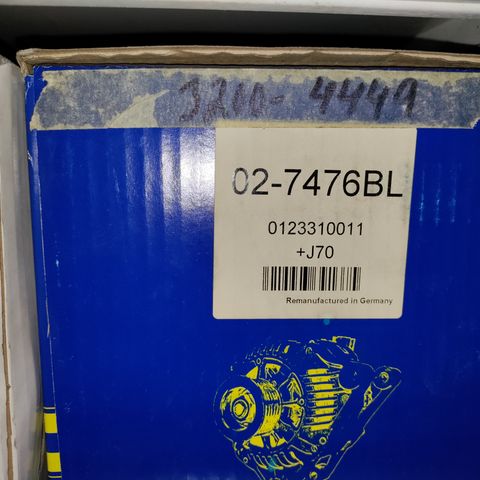 3210-4449
02-7476BL
0123310011
+J70
Remanufactured in Germany